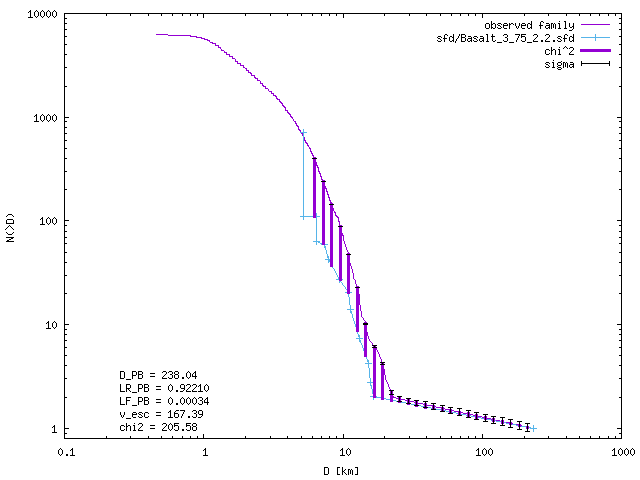 10000
1000
100
10
1
0.1
1
10
100
1000
N(>D)
D [km]
observed family
sfd/Basalt_3_75_2.2.sfd
chi^2
sigma
D_PB = 238.04
LR_PB = 0.92210
LF_PB = 0.00034
v_esc = 167.39
chi2 = 205.58